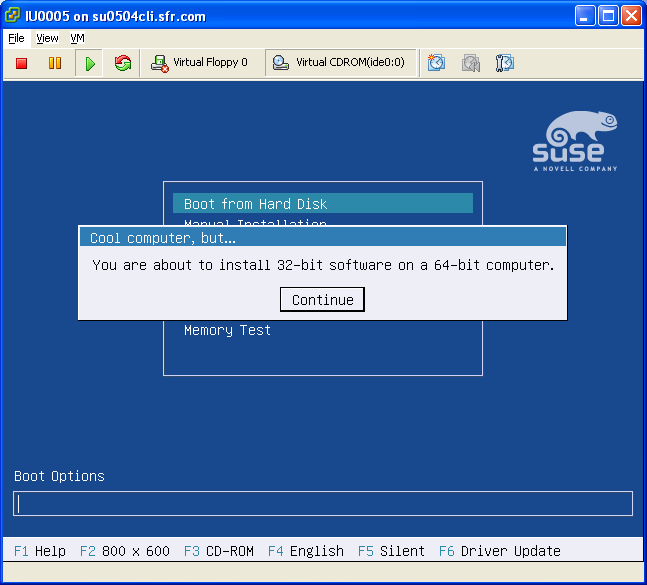 IU0005 on su0504cli.sfr.com
File View VM
Virtual Floppy 0 Virtual CDROM(ide0:0)
suse
A NOVELL COMPANY
Boot from Hard Disk
Manual Installation
Cool computer, but...
You are about to install 32-bit software on a 64-bit computer.
Continue
Memory Test
Boot Options
F1 Help F2 800 x 600 F3 CD-ROM F4 English F5 Silent F6 Driver Update